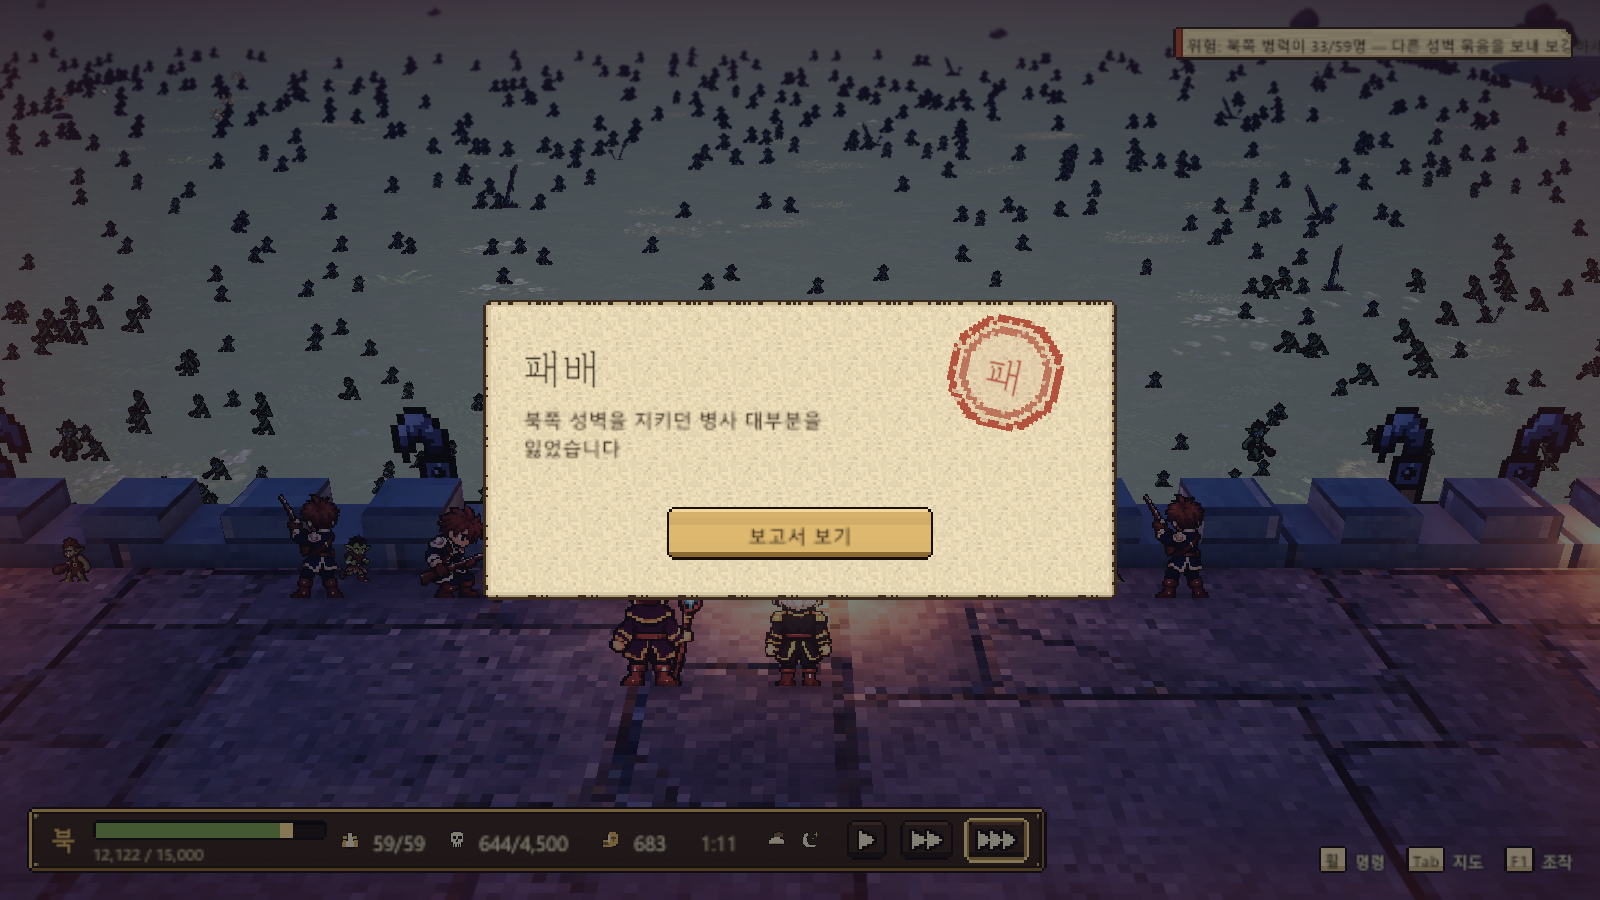 위험: 북쪽 병력이 33/59명 — 다른 성벽 묶음을 보내 보강
패배
패
북쪽 성벽을 지키던 병사 대부분을
잃었습니다
보고서 보기
북
12,122 / 15,000
59/59
644/4,500
683
1:11
휠 명령
Tab 지도
F1 조작